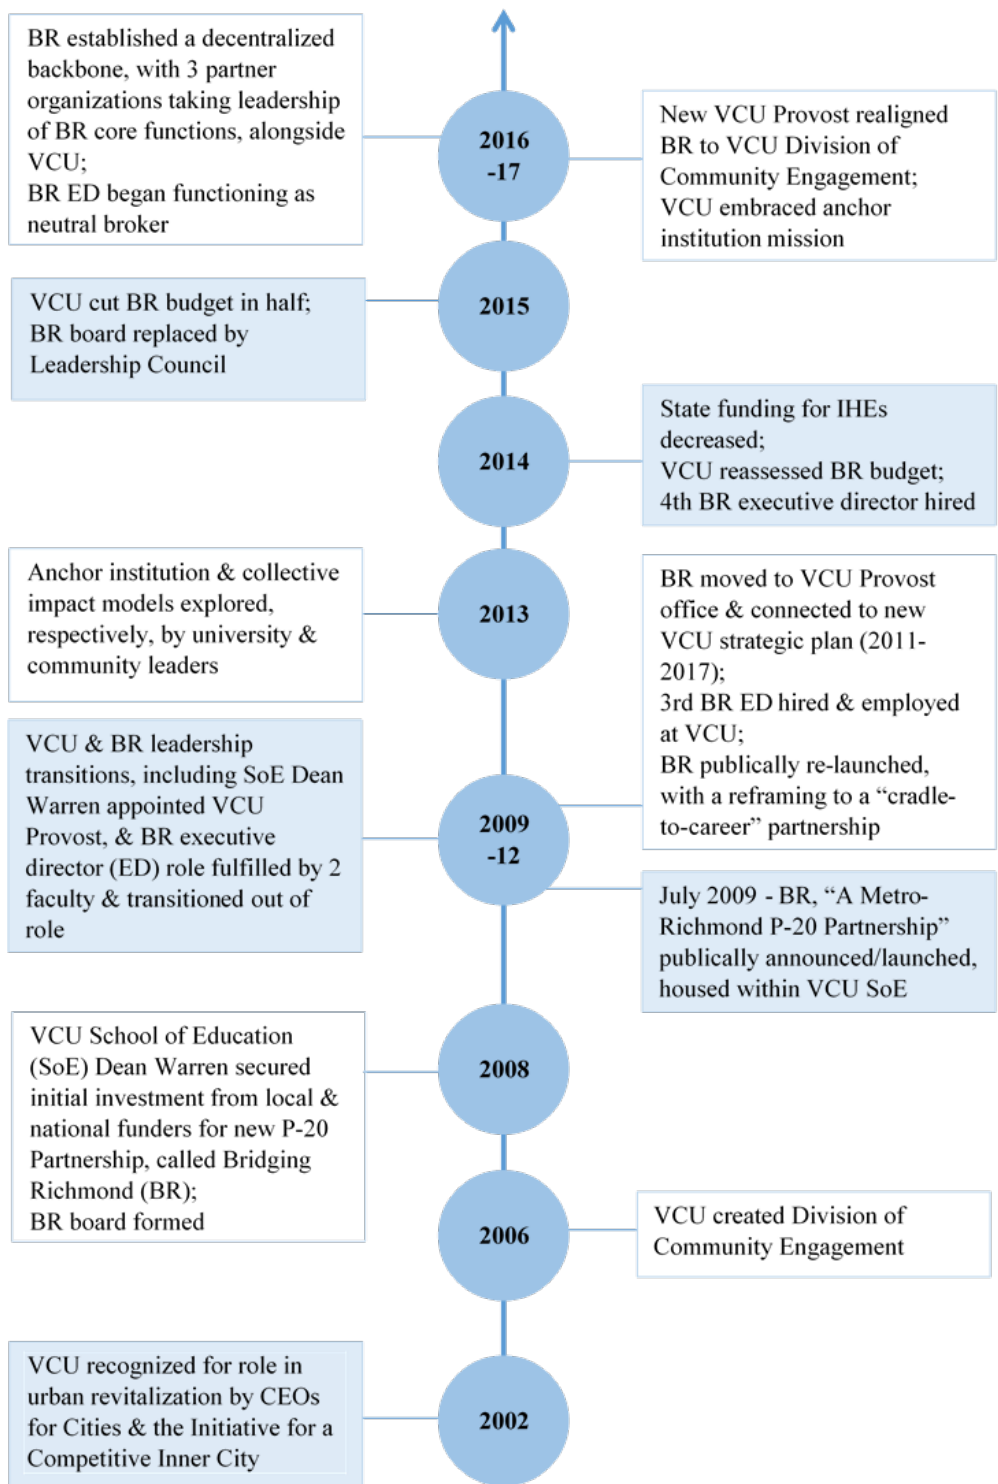 BR established a decentralized
backbone, with 3 partner
organizations taking leadership
of BR core functions, alongside
VCU;
BR ED began functioning as
neutral broker
2016
-17
New VCU Provost realigned
BR to VCU Division of
Community Engagement;
VCU embraced anchor
institution mission
VCU cut BR budget in half;
BR board replaced by
Leadership Council
2015
2014
State funding for IHEs
decreased;
VCU reassessed BR budget;
4th BR executive director hired
Anchor institution & collective
impact models explored,
respectively, by university &
community leaders
2013
BR moved to VCU Provost
office & connected to new
VCU strategic plan (2011-
2017);
3rd BR ED hired & employed
at VCU;
BR publically re-launched,
with a reframing to a “cradle-
to-career” partnership
VCU & BR leadership
transitions, including SoE Dean
Warren appointed VCU
Provost, & BR executive
director (ED) role fulfilled by 2
faculty & transitioned out of
role
2009
-12
July 2009 - BR, “A Metro-
Richmond P-20 Partnership”
publically announced/launched,
housed within VCU SoE
VCU School of Education
(SoE) Dean Warren secured
initial investment from local &
national funders for new P-20
Partnership, called Bridging
Richmond (BR);
BR board formed
2008
2006
VCU created Division of
Community Engagement
VCU recognized for role in
urban revitalization by CEOs
for Cities & the Initiative for a
Competitive Inner City
2002